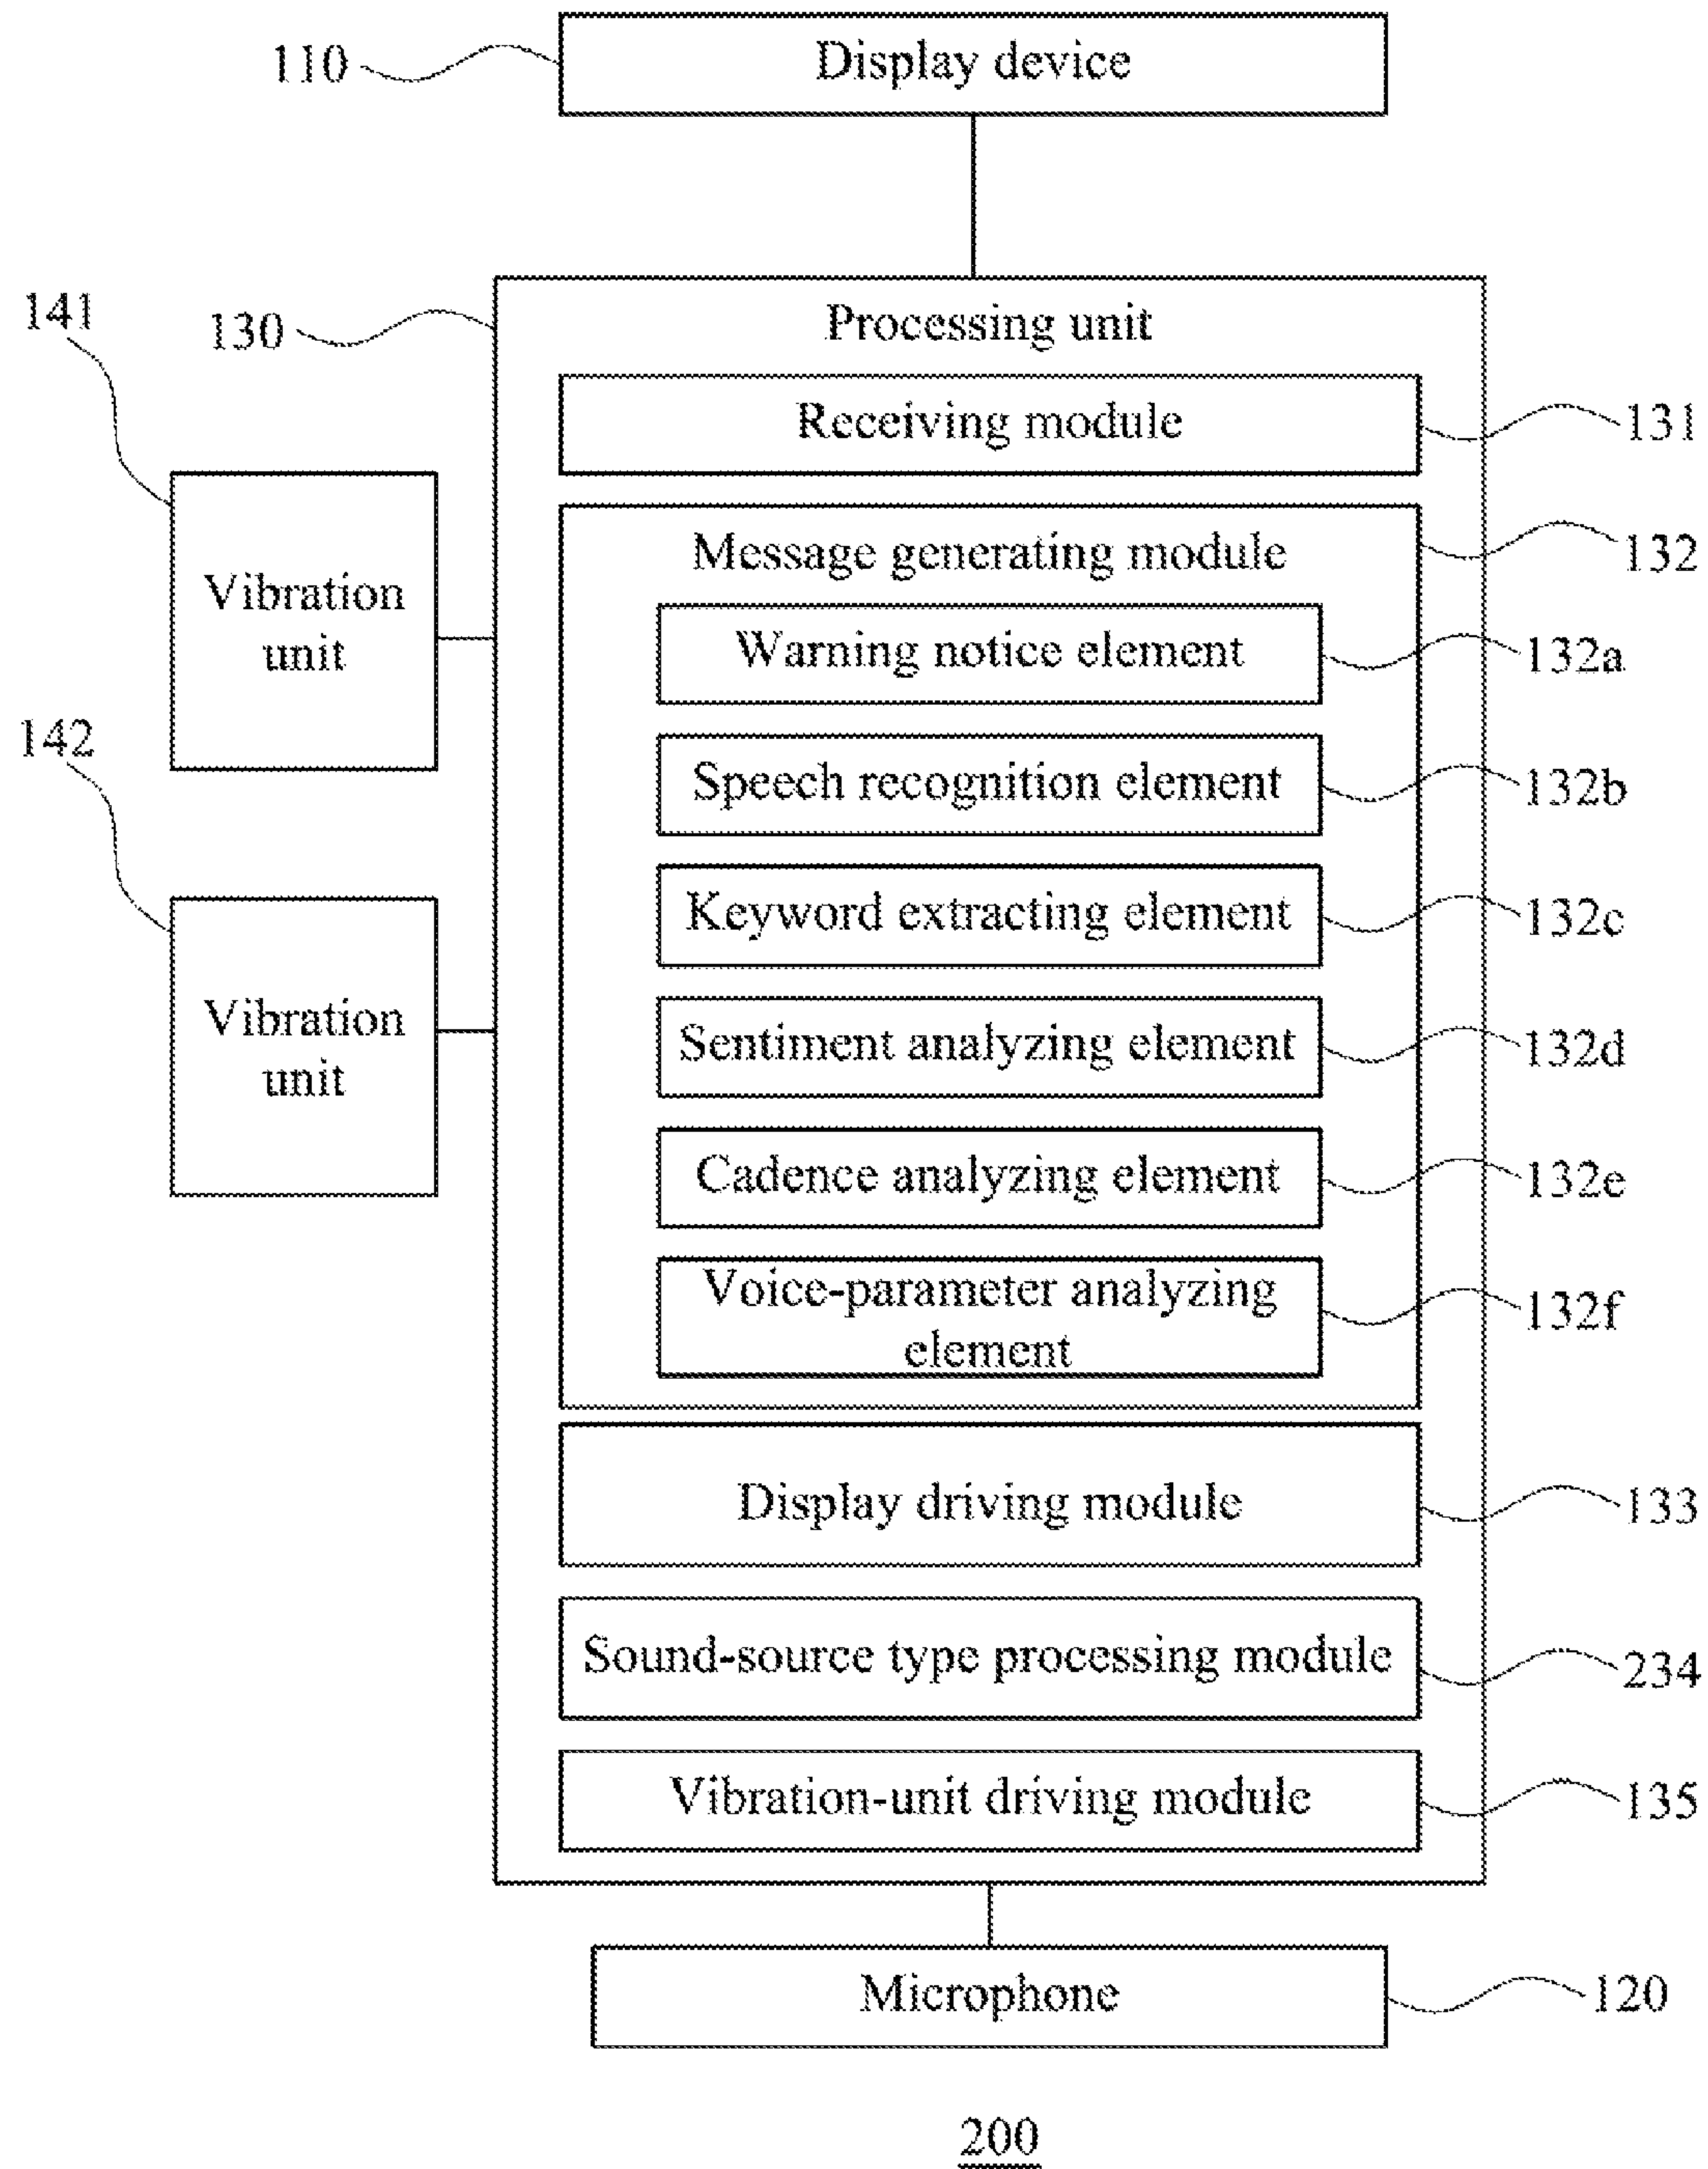 110
Display device
141
130
Processing unit
Receiving module
131
Message generating module
132
Vibration
unit
Warning notice element
132a
142
Speech recognition element
132b
Keyword extracting element
132c
Vibration
unit
Sentiment analyzing element
132d
Cadence analyzing element
132e
Voice-parameter analyzing
element
132f
Display driving module
133
Sound-source type processing module
234
Vibration-unit driving module
135
Microphone
120
200